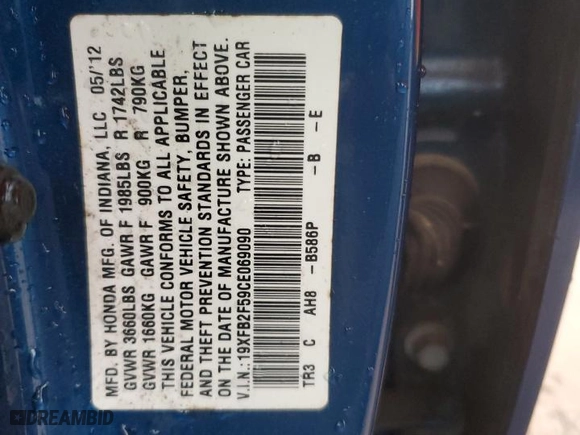 MFD. BY HONDA MFG. OF INDIANA, LLC 05/'12
GVWR 3660LBS GAWR F 1985LBS R 1742LBS
GVWR 1660KG GAWR F 900KG R 790KG
THIS VEHICLE CONFORMS TO ALL APPLICABLE
FEDERAL MOTOR VEHICLE SAFETY, BUMPER,
AND THEFT PREVENTION STANDARDS IN EFFECT
ON THE DATE OF MANUFACTURE SHOWN ABOVE.
V.I.N.:19XFB2F59CE069090 TYPE: PASSENGER CAR
TR3 C AH8 -B586P -B -E
DREAMBID